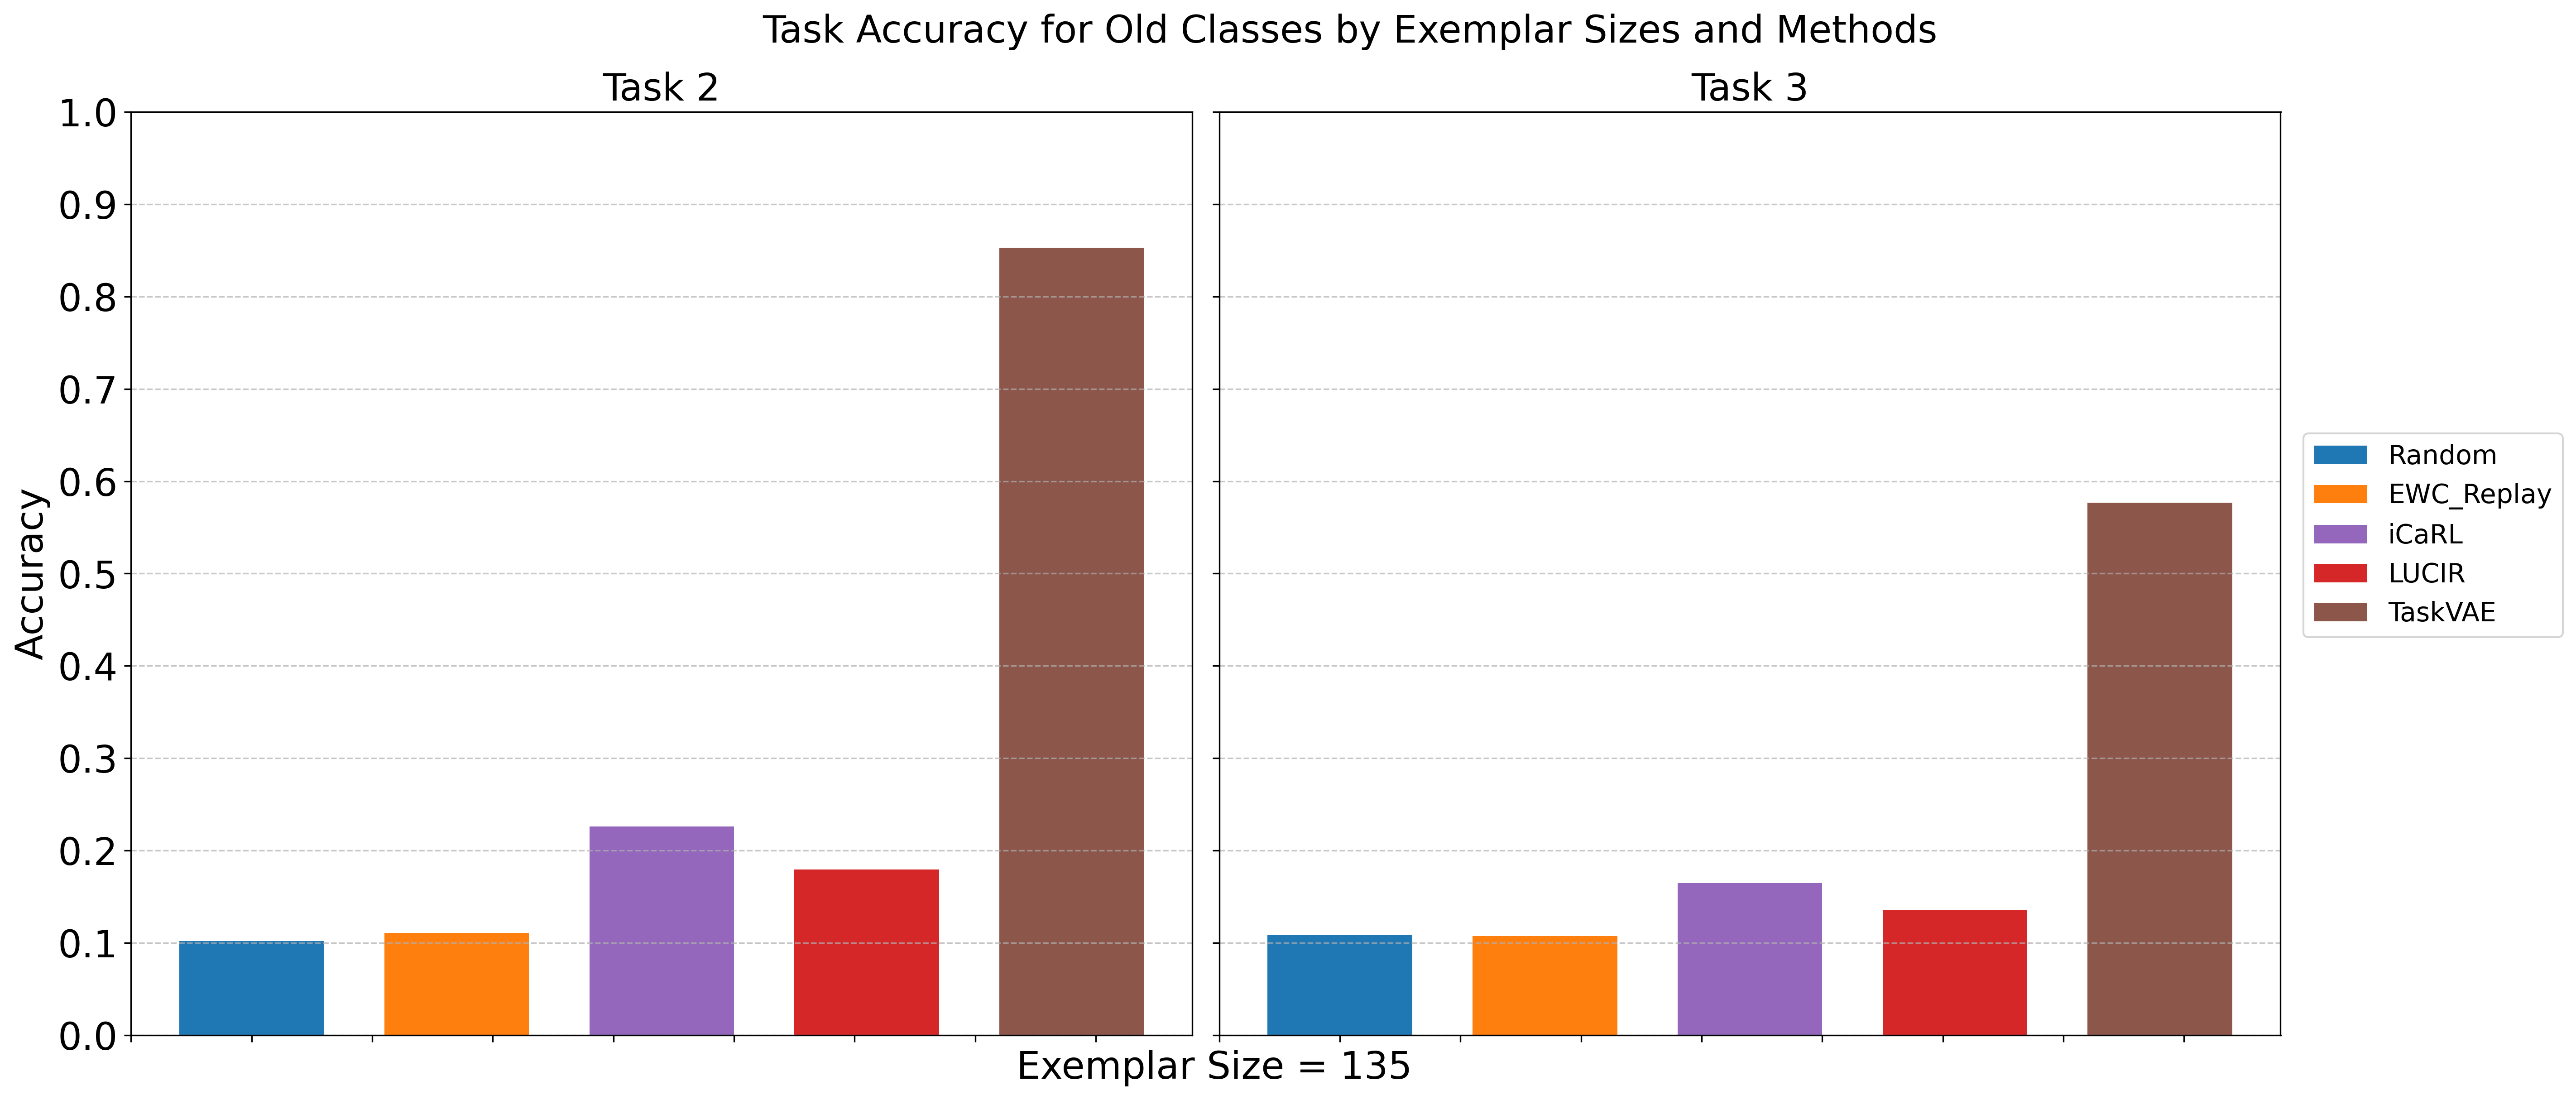 Task Accuracy for Old Classes by Exemplar Sizes and Methods
Task 2
Task 3
1.0
0.9
0.8
0.7
0.6
0.5
0.4
0.3
0.2
0.1
0.0
Accuracy
Exemplar Size = 135
Random
EWC_Replay
iCaRL
LUCIR
TaskVAE